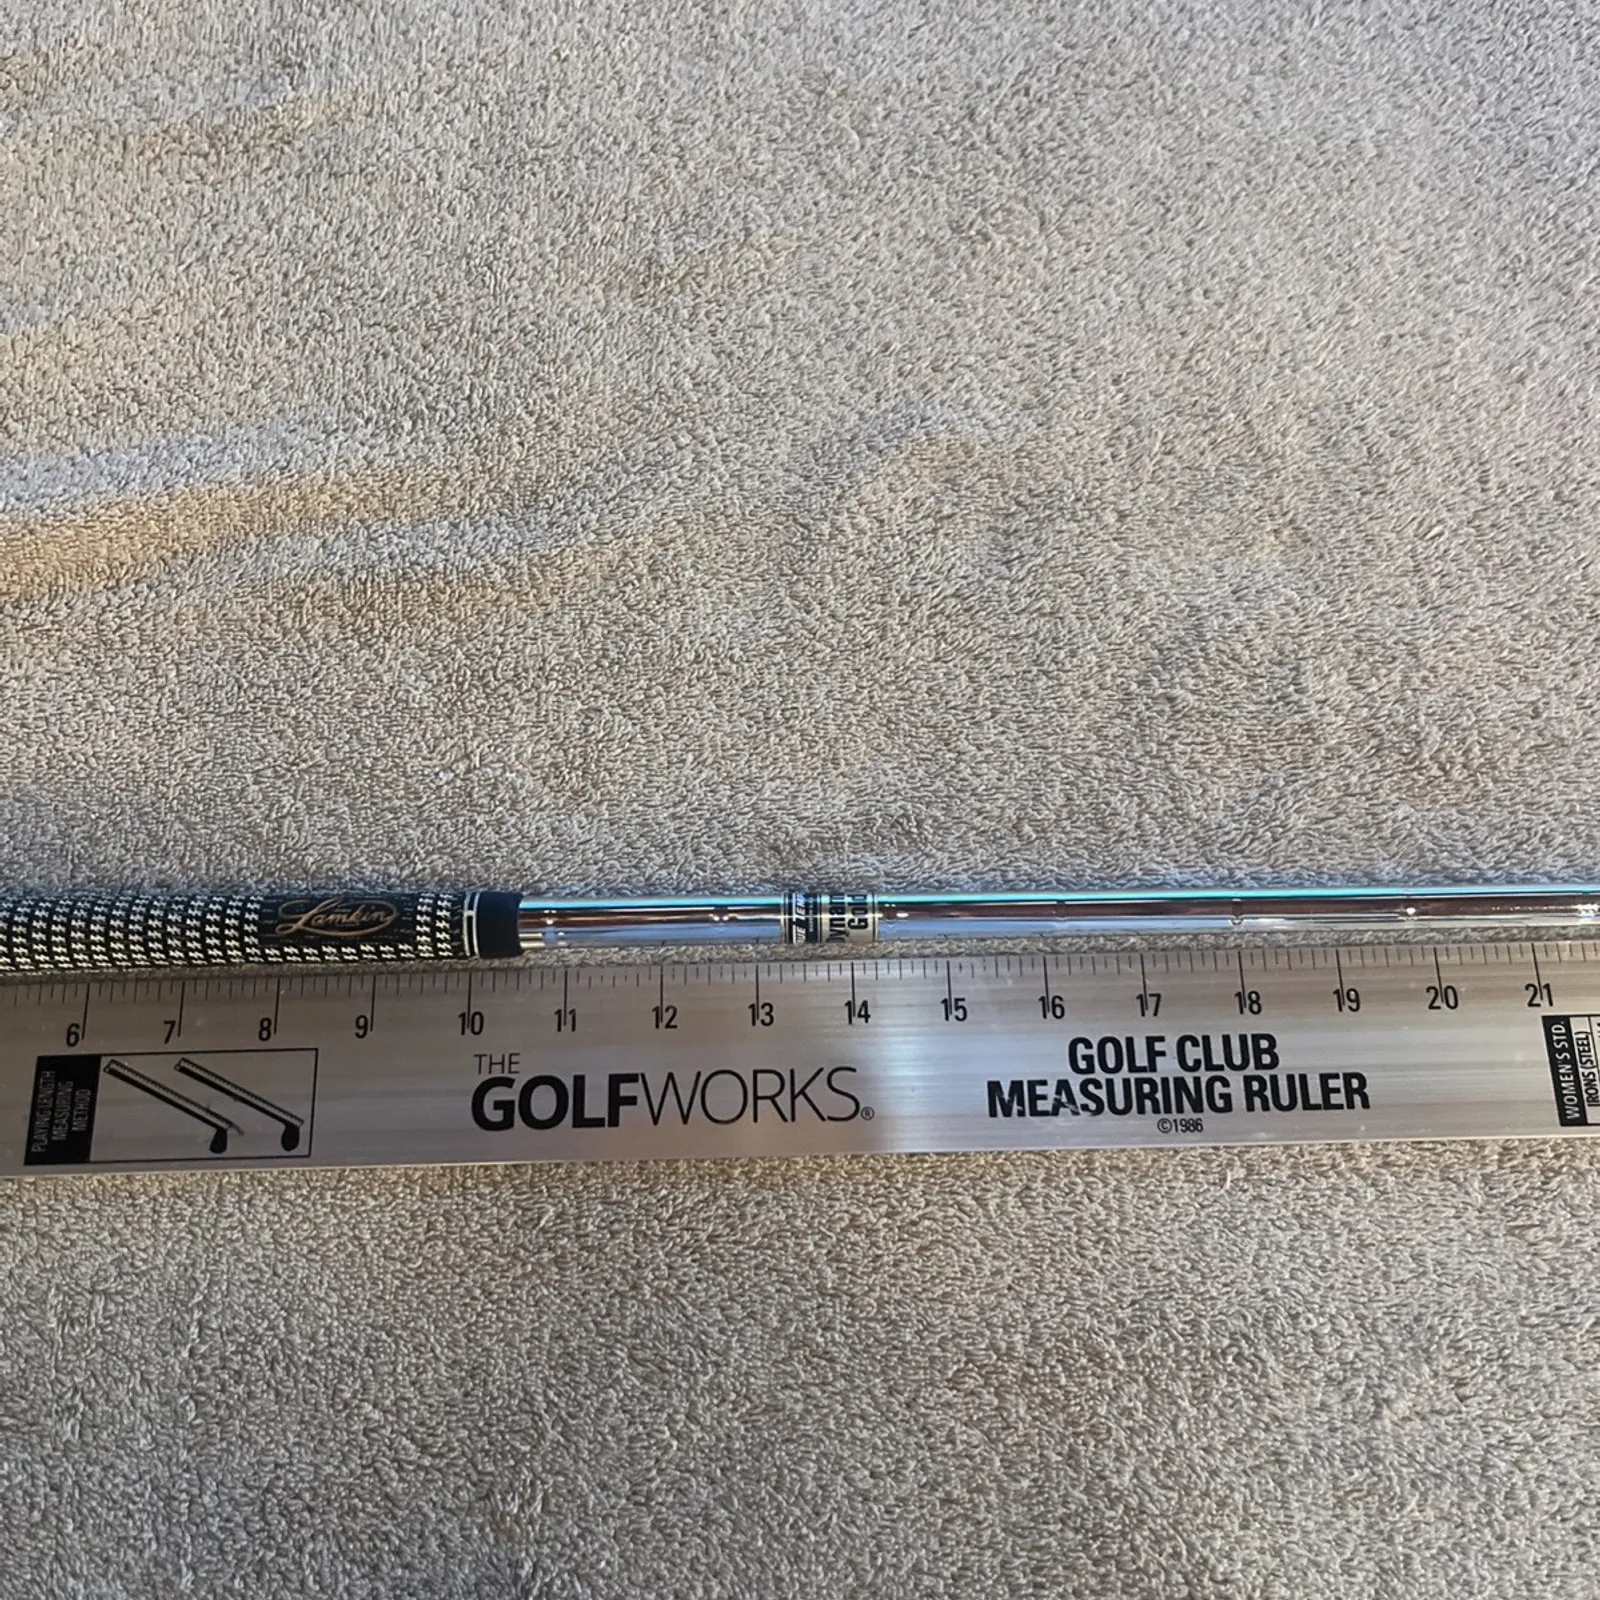 Lamkin
Gold
6 7 8 9 10 11 12 13 14 15 16 17 18 19 20 21
PLAYING LENGTH
MEASURING
METHOD
THE
GOLFWORKS®
GOLF CLUB
MEASURING RULER
©1986
WOMEN'S STD.
IRONS (STEEL)